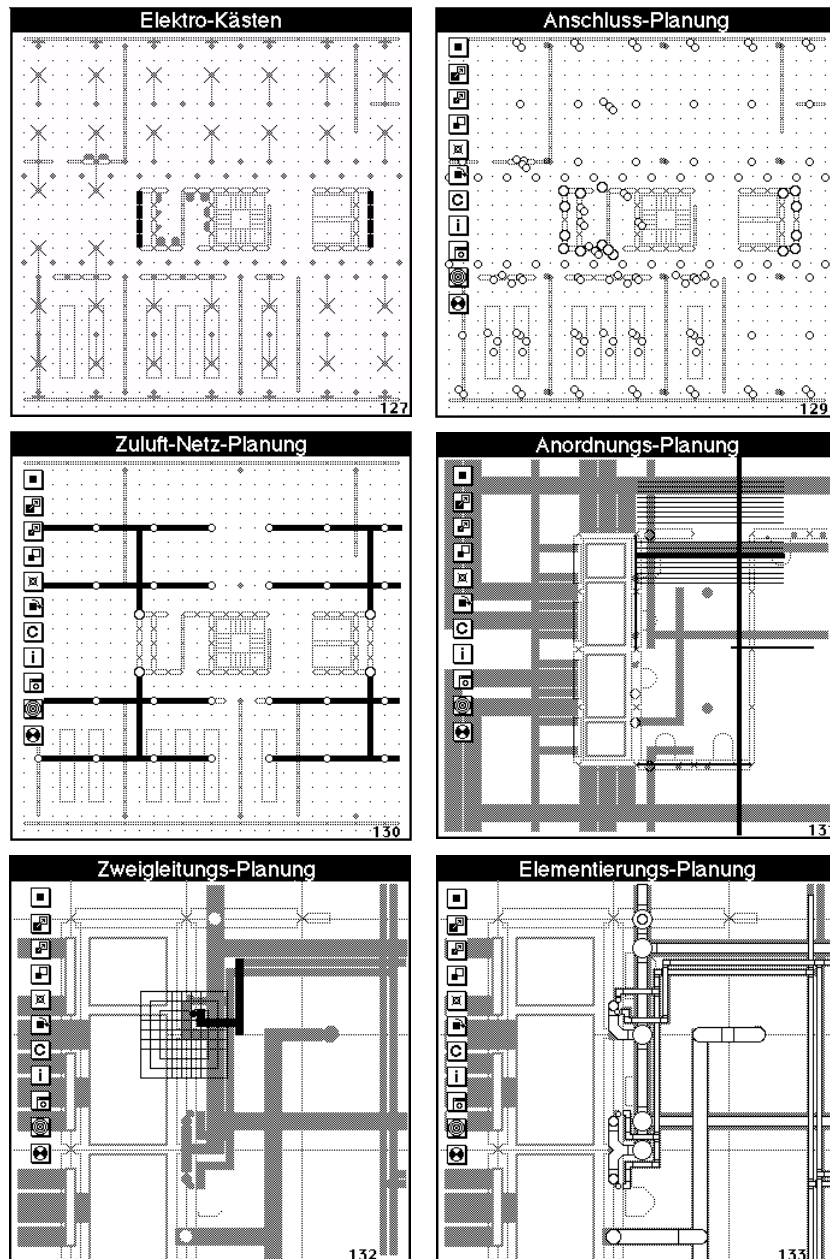 Elektro-Kästen
127
Anschluss-Planung
C
i
129
Zuluft-Netz-Planung
C
i
130
Anordnungs-Planung
C
i
Zweigleitungs-Planung
C
i
132
Elementierungs-Planung
C
i
133